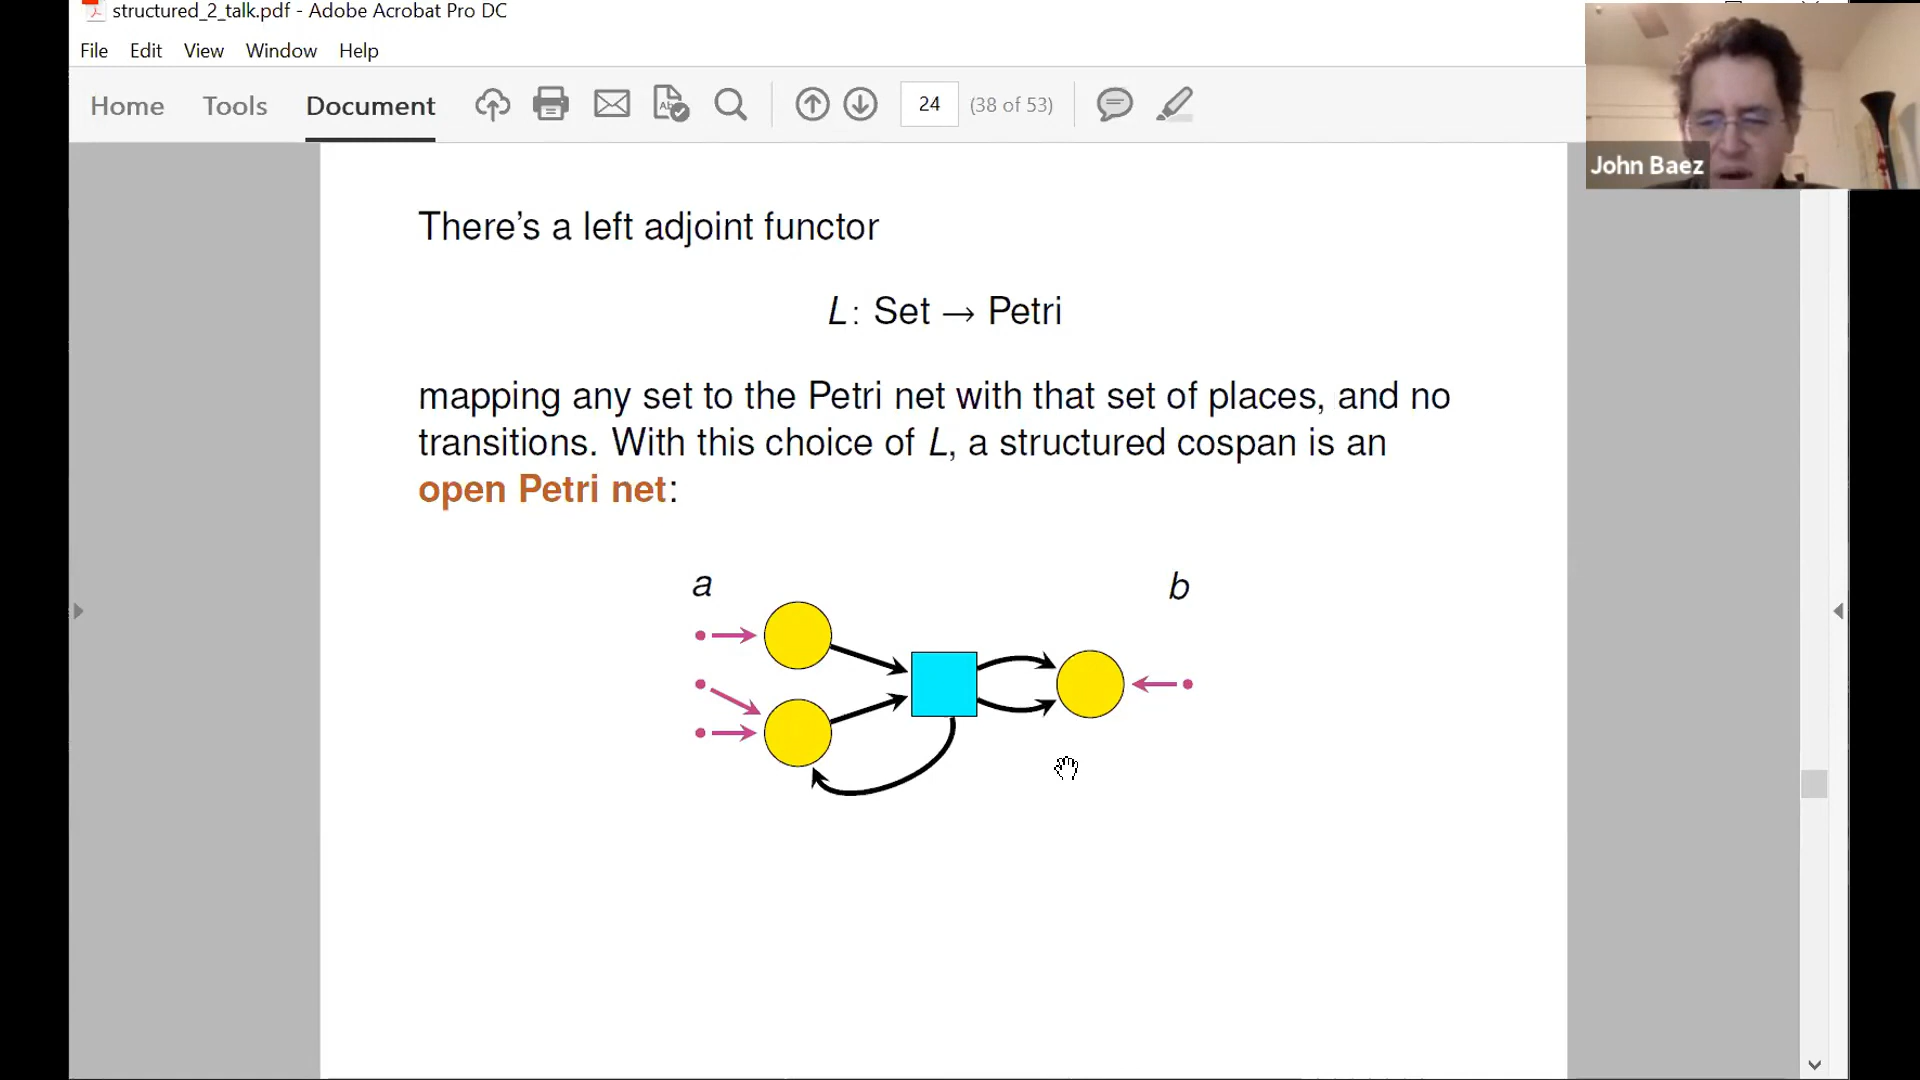 structured_2_talk.pdf - Adobe Acrobat Pro DC
File Edit View Window Help
Home Tools Document 24 (38 of 53)
John Baez
There's a left adjoint functor
L: Set → Petri
mapping any set to the Petri net with that set of places, and no
transitions. With this choice of L, a structured cospan is an
open Petri net:
a b